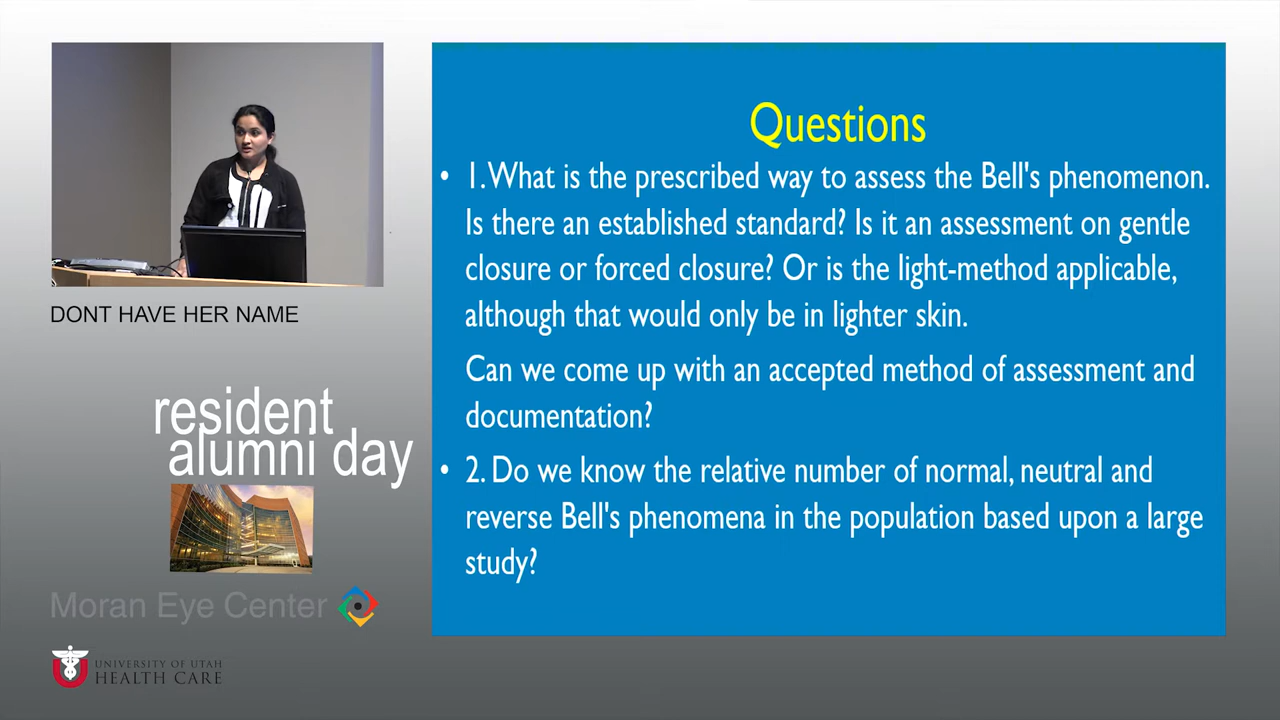 Questions
• 1. What is the prescribed way to assess the Bell's phenomenon.
Is there an established standard? Is it an assessment on gentle
closure or forced closure? Or is the light-method applicable,
although that would only be in lighter skin.
Can we come up with an accepted method of assessment and
documentation?
• 2. Do we know the relative number of normal, neutral and
reverse Bell's phenomena in the population based upon a large
study?
DONT HAVE HER NAME
resident
alumni day
Moran Eye Center
UNIVERSITY OF UTAH
HEALTH CARE